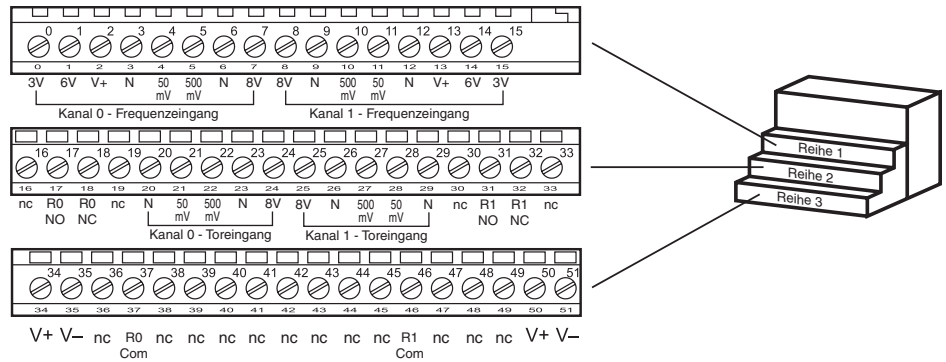 0 1 2 3 4 5 6 7 8 9 10 11 12 13 14 15
0 1 2 3 4 5 6 7 8 9 10 11 12 13 14 15
3V 6V V+ N 50 mV 500 mV N 8V 8V N 500 mV 50 mV N V+ 6V 3V
Kanal 0 - Frequenzeingang Kanal 1 - Frequenzeingang
16 17 18 19 20 21 22 23 24 25 26 27 28 29 30 31 32 33
16 17 18 19 20 21 22 23 24 25 26 27 28 29 30 31 32 33
nc R0 NO R0 NC nc N 50 mV 500 mV N 8V 8V N 500 mV 50 mV N nc R1 NO R1 NC nc
Kanal 0 - Toreingang Kanal 1 - Toreingang
34 35 36 37 38 39 40 41 42 43 44 45 46 47 48 49 50 51
34 35 36 37 38 39 40 41 42 43 44 45 46 47 48 49 50 51
V+ V– nc R0 Com nc nc nc nc nc nc nc nc R1 Com nc nc nc V+ V–
Reihe 1
Reihe 2
Reihe 3